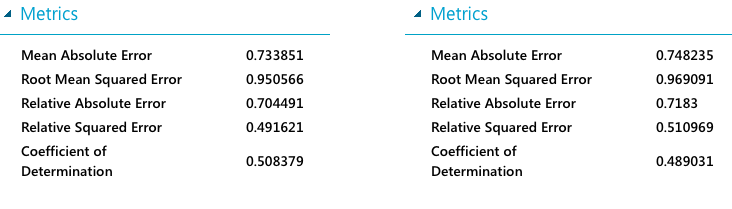 Metrics
Mean Absolute Error 0.733851
Root Mean Squared Error 0.950566
Relative Absolute Error 0.704491
Relative Squared Error 0.491621
Coefficient of
Determination 0.508379
Metrics
Mean Absolute Error 0.748235
Root Mean Squared Error 0.969091
Relative Absolute Error 0.7183
Relative Squared Error 0.510969
Coefficient of
Determination 0.489031